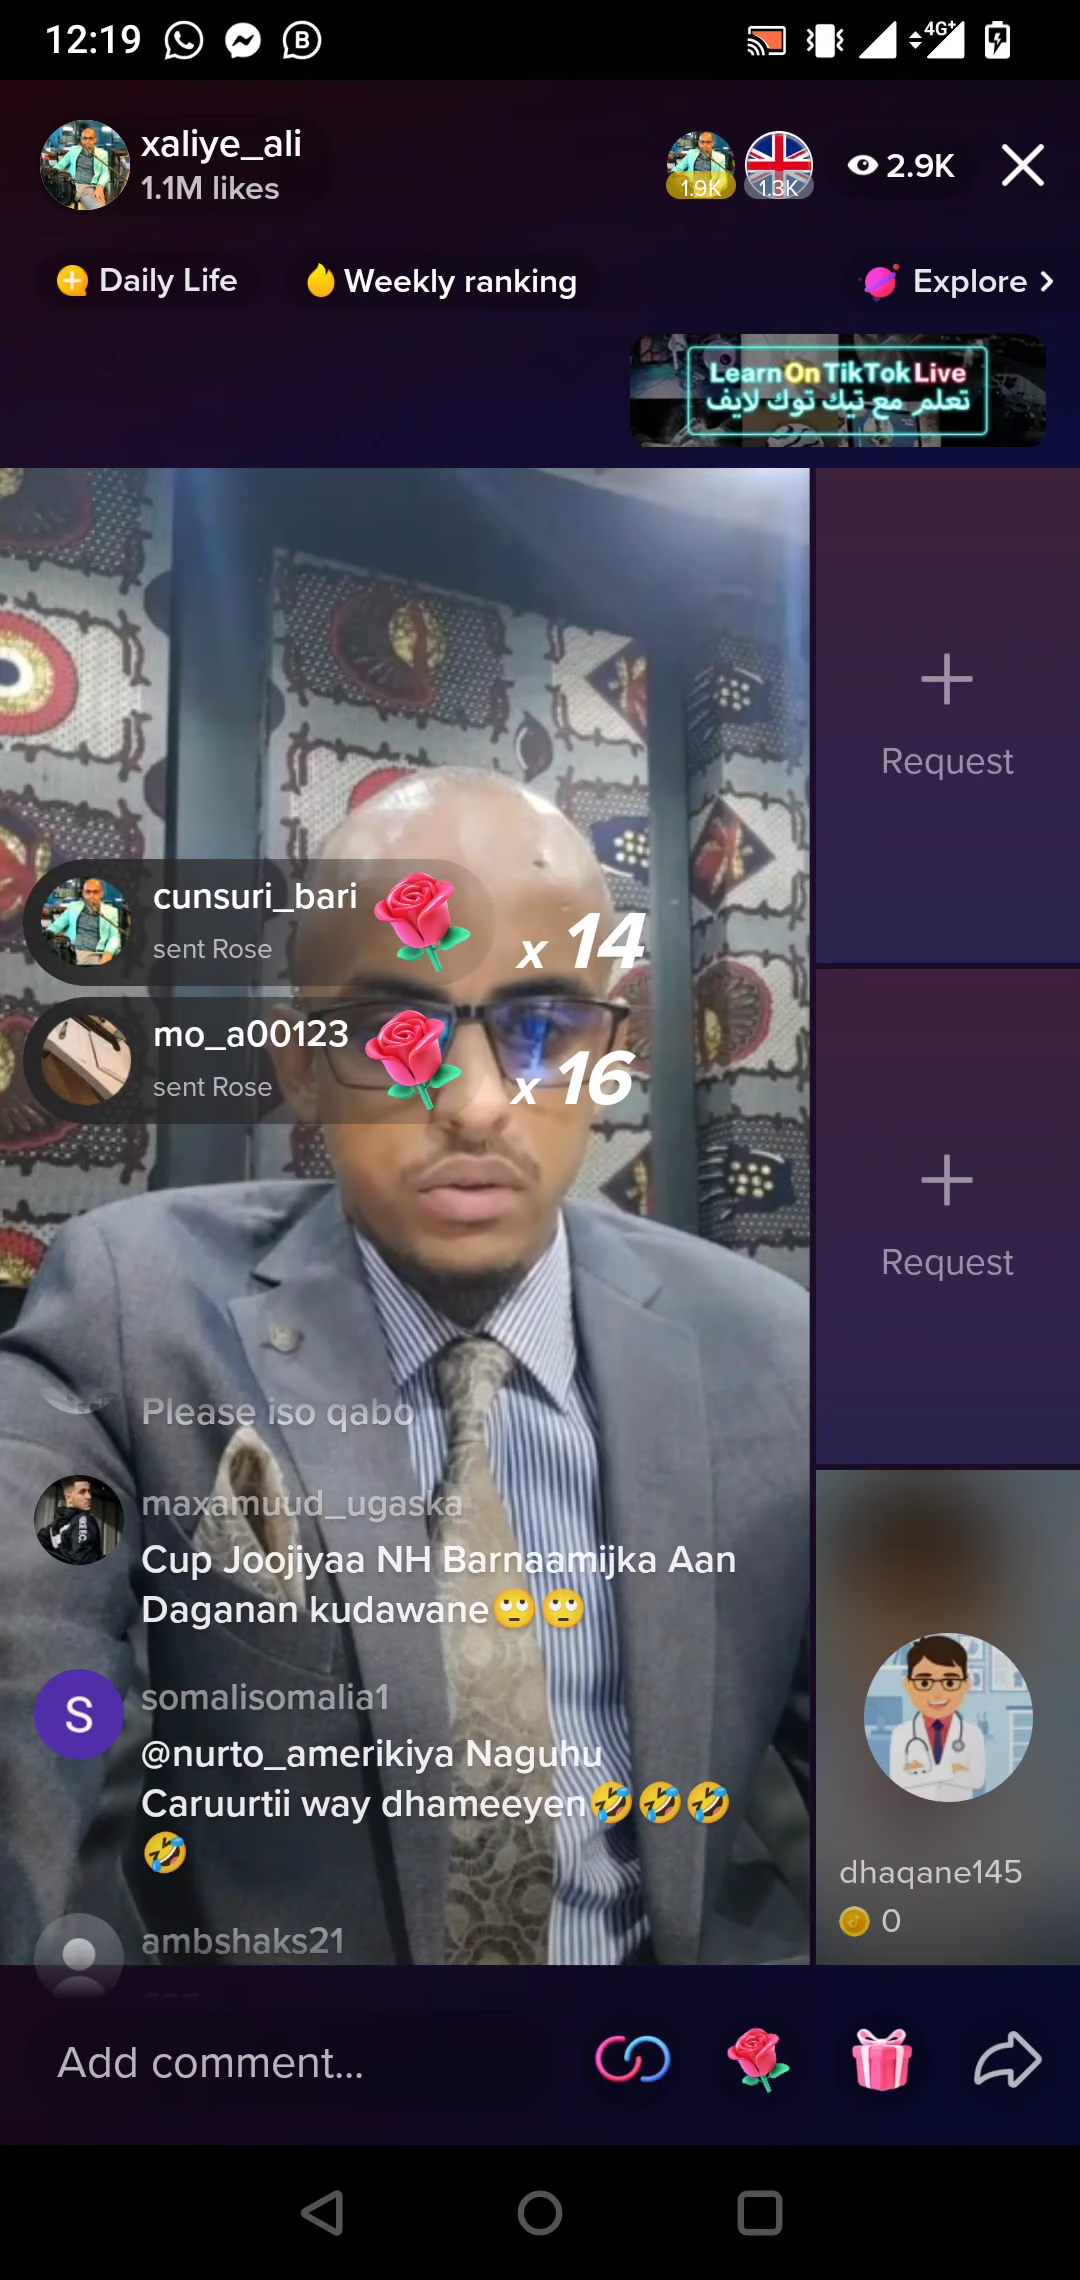 12:19
4G+
xaliye_ali
1.1M likes
1.9K
1.3K
2.9K
Daily Life
Weekly ranking
Explore
Learn On TikTok Live
تعلم مع تيك توك لايف
Request
cunsuri_bari
sent Rose
x 14
mo_a00123
sent Rose
x 16
Request
Please iso qabo
maxamuud_ugaska
Cup Joojiyaa NH Barnaamijka Aan
Daganan kudawane🙄🙄
S
somalisomalia1
@nurto_amerikiya Naguhu
Caruurtii way dhameeyen🤣🤣🤣
🤣
dhaqane145
0
ambshaks21
Add comment...